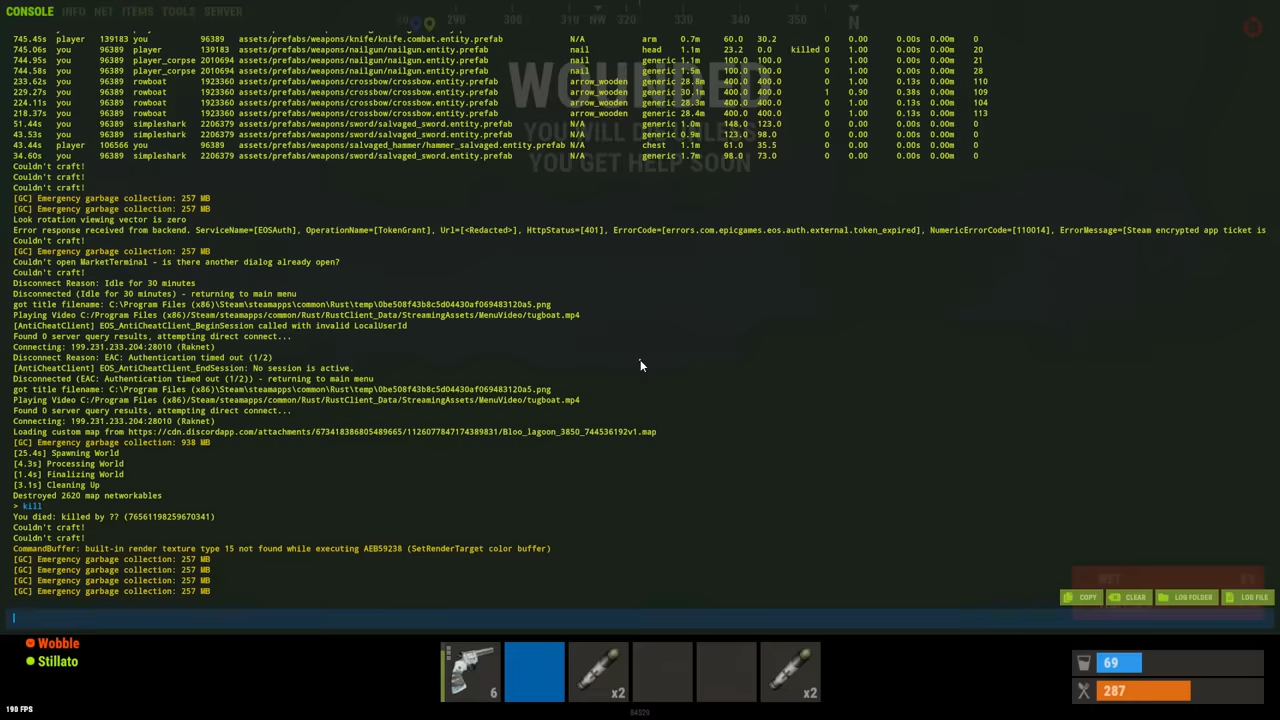 CONSOLE INFO NET ITEMS TOOLS SERVER
290 300 310 NW 320 330 340 350 N
745.45s player 139183 you 96389 assets/prefabs/weapons/knife/knife.combat.entity.prefab N/A arm 0.7m 60.0 30.2 0 0.00 0.00s 0.00m 0
745.06s you 96389 player 139183 assets/prefabs/weapons/nailgun/nailgun.entity.prefab nail head 1.1m 23.2 0.0 killed 0 1.00 0.00s 0.00m 20
744.95s you 96389 player_corpse 2010694 assets/prefabs/weapons/nailgun/nailgun.entity.prefab nail generic 1.1m 100.0 100.0 0 1.00 0.00s 0.00m 21
744.58s you 96389 player_corpse 2010694 assets/prefabs/weapons/nailgun/nailgun.entity.prefab nail generic 1.5m 100.0 100.0 0 1.00 0.00s 0.00m 28
233.62s you 96389 rowboat 1923360 assets/prefabs/weapons/crossbow/crossbow.entity.prefab arrow_wooden generic 28.8m 400.0 400.0 0 1.00 0.13s 0.00m 110
229.27s you 96389 rowboat 1923360 assets/prefabs/weapons/crossbow/crossbow.entity.prefab arrow_wooden generic 30.1m 400.0 400.0 1 0.90 0.38s 0.00m 109
224.11s you 96389 rowboat 1923360 assets/prefabs/weapons/crossbow/crossbow.entity.prefab arrow_wooden generic 28.3m 400.0 400.0 0 1.00 0.13s 0.00m 104
218.37s you 96389 rowboat 1923360 assets/prefabs/weapons/crossbow/crossbow.entity.prefab arrow_wooden generic 28.4m 400.0 400.0 0 1.00 0.13s 0.00m 113
51.44s you 96389 simpleshark 2206379 assets/prefabs/weapons/sword/salvaged_sword.entity.prefab N/A generic 1.0m 148.0 123.0 0 0.00 0.00s 0.00m 0
43.53s you 96389 simpleshark 2206379 assets/prefabs/weapons/sword/salvaged_sword.entity.prefab N/A generic 0.9m 123.0 98.0 0 0.00 0.00s 0.00m 0
43.44s player 106566 you 96389 assets/prefabs/weapons/salvaged_hammer/hammer_salvaged.entity.prefab N/A chest 1.1m 61.0 35.5 0 0.00 0.00s 0.00m 0
34.60s you 96389 simpleshark 2206379 assets/prefabs/weapons/sword/salvaged_sword.entity.prefab N/A generic 1.7m 98.0 73.0 0 0.00 0.00s 0.00m 0
WOUNDED
YOU WILL DIE UNLESS
YOU GET HELP SOON
Couldn't craft!
Couldn't craft!
Couldn't craft!
[GC] Emergency garbage collection: 257 MB
[GC] Emergency garbage collection: 257 MB
Look rotation viewing vector is zero
Error response received from backend. ServiceName=[EOSAuth], OperationName=[TokenGrant], Url=[<Redacted>], HttpStatus=[401], ErrorCode=[errors.com.epicgames.eos.auth.external.token_expired], NumericErrorCode=[110014], ErrorMessage=[Steam encrypted app ticket is
Couldn't craft!
[GC] Emergency garbage collection: 257 MB
Couldn't open MarketTerminal - is there another dialog already open?
Couldn't craft!
Disconnect Reason: Idle for 30 minutes
Disconnected (Idle for 30 minutes) - returning to main menu
got title filename: C:\Program Files (x86)\Steam\steamapps\common\Rust\temp\0be508f43b8c5d04430af069483120a5.png
Playing Video C:/Program Files (x86)/Steam/steamapps/common/Rust/RustClient_Data/StreamingAssets/MenuVideo/tugboat.mp4
[AntiCheatClient] EOS_AntiCheatClient_BeginSession called with invalid LocalUserId
Found 0 server query results, attempting direct connect...
Connecting: 199.231.233.204:28010 (Raknet)
Disconnect Reason: EAC: Authentication timed out (1/2)
[AntiCheatClient] EOS_AntiCheatClient_EndSession: No session is active.
Disconnected (EAC: Authentication timed out (1/2)) - returning to main menu
got title filename: C:\Program Files (x86)\Steam\steamapps\common\Rust\temp\0be508f43b8c5d04430af069483120a5.png
Playing Video C:/Program Files (x86)/Steam/steamapps/common/Rust/RustClient_Data/StreamingAssets/MenuVideo/tugboat.mp4
Found 0 server query results, attempting direct connect...
Connecting: 199.231.233.204:28010 (Raknet)
Loading custom map from https://cdn.discordapp.com/attachments/673418386805489665/1126077847174389831/Bloo_lagoon_3850_744536192v1.map
[GC] Emergency garbage collection: 938 MB
[25.4s] Spawning World
[4.3s] Processing World
[1.4s] Finalizing World
[3.1s] Cleaning Up
Destroyed 2620 map networkables
> kill
You died: killed by ?? (76561198259670341)
Couldn't craft!
Couldn't craft!
CommandBuffer: built-in render texture type 15 not found while executing AEB59238 (SetRenderTarget color buffer)
[GC] Emergency garbage collection: 257 MB
[GC] Emergency garbage collection: 257 MB
[GC] Emergency garbage collection: 257 MB
[GC] Emergency garbage collection: 257 MB
WET
COPY CLEAR LOG FOLDER LOG FILE
Wobble
Stillato
6 x2 x2
69
287
190 FPS